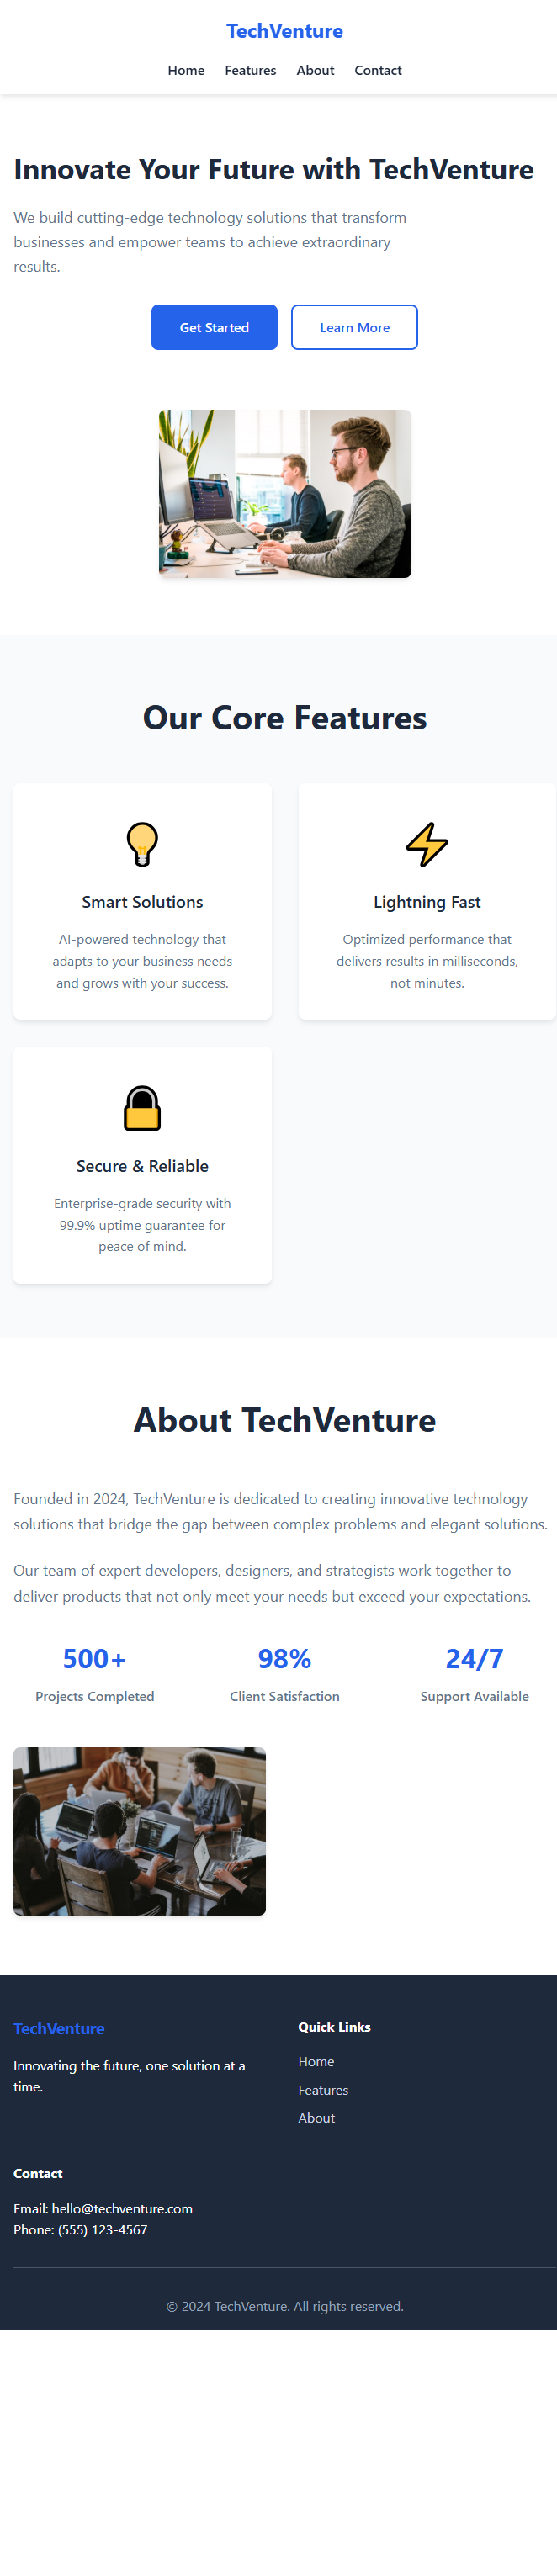 TechVenture
Home Features About Contact
Innovate Your Future with TechVenture
We build cutting-edge technology solutions that transform
businesses and empower teams to achieve extraordinary
results.
Get Started Learn More
Our Core Features
Smart Solutions
AI-powered technology that
adapts to your business needs
and grows with your success.
Lightning Fast
Optimized performance that
delivers results in milliseconds,
not minutes.
Secure & Reliable
Enterprise-grade security with
99.9% uptime guarantee for
peace of mind.
About TechVenture
Founded in 2024, TechVenture is dedicated to creating innovative technology
solutions that bridge the gap between complex problems and elegant solutions.
Our team of expert developers, designers, and strategists work together to
deliver products that not only meet your needs but exceed your expectations.
500+
Projects Completed
98%
Client Satisfaction
24/7
Support Available
TechVenture
Innovating the future, one solution at a
time.
Quick Links
Home
Features
About
Contact
Email: hello@techventure.com
Phone: (555) 123-4567
© 2024 TechVenture. All rights reserved.